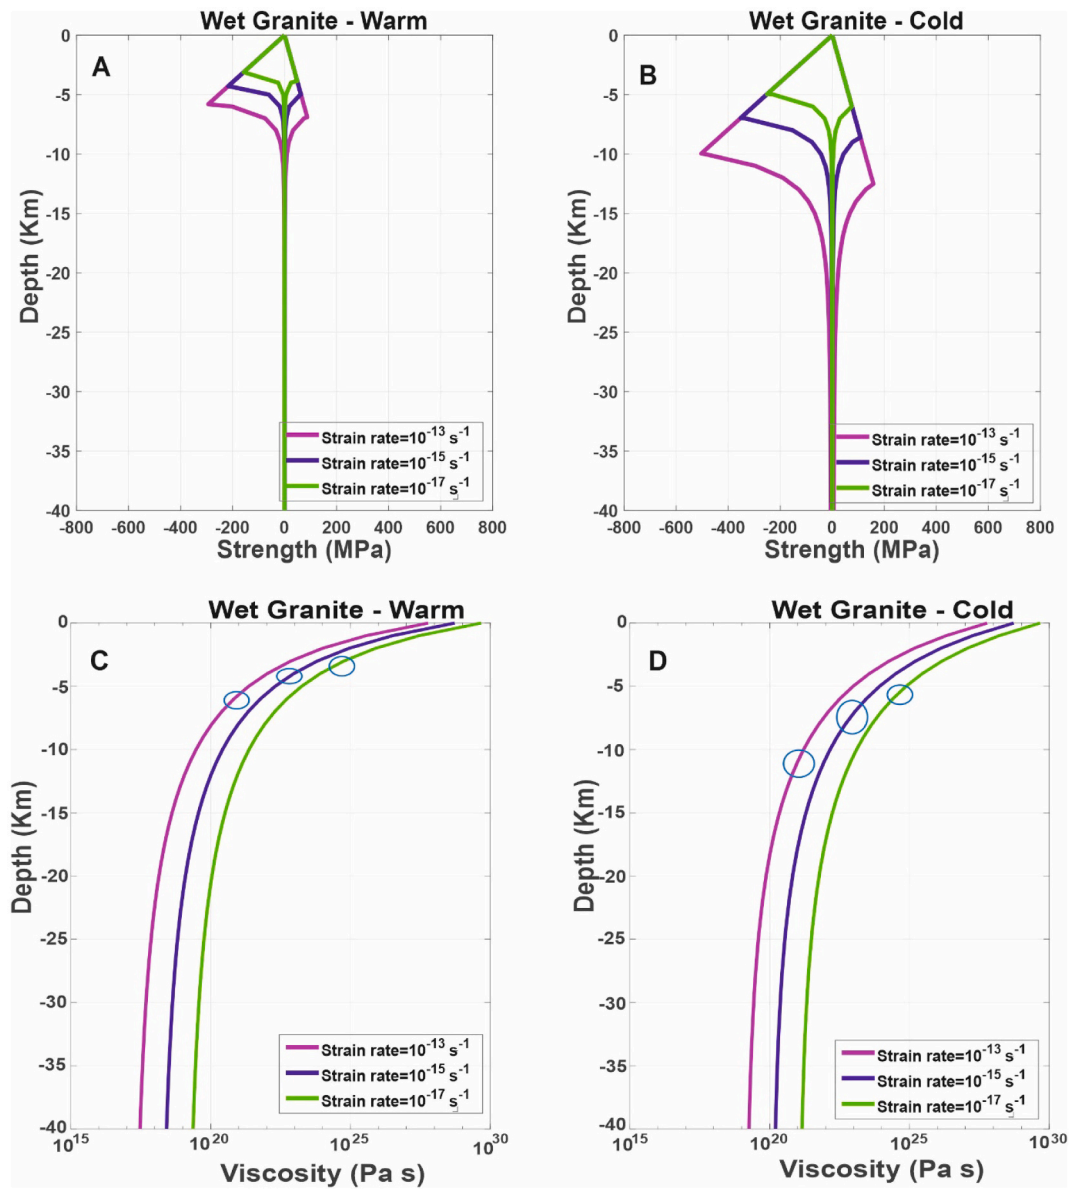 Wet Granite - Warm
A
0
-5
-10
-15
-20
-25
-30
-35
-40
Depth (Km)
-800 -600 -400 -200 0 200 400 600 800
Strength (MPa)
Strain rate=10⁻¹³ s⁻¹
Strain rate=10⁻¹⁵ s⁻¹
Strain rate=10⁻¹⁷ s⁻¹
Wet Granite - Cold
B
0
-5
-10
-15
-20
-25
-30
-35
-40
Depth (Km)
-800 -600 -400 -200 0 200 400 600 800
Strength (MPa)
Strain rate=10⁻¹³ s⁻¹
Strain rate=10⁻¹⁵ s⁻¹
Strain rate=10⁻¹⁷ s⁻¹
Wet Granite - Warm
C
0
-5
-10
-15
-20
-25
-30
-35
-40
Depth (Km)
10¹⁵ 10²⁰ 10²⁵ 10³⁰
Viscosity (Pa s)
Strain rate=10⁻¹³ s⁻¹
Strain rate=10⁻¹⁵ s⁻¹
Strain rate=10⁻¹⁷ s⁻¹
Wet Granite - Cold
D
0
-5
-10
-15
-20
-25
-30
-35
-40
Depth (Km)
10¹⁵ 10²⁰ 10²⁵ 10³⁰
Viscosity (Pa s)
Strain rate=10⁻¹³ s⁻¹
Strain rate=10⁻¹⁵ s⁻¹
Strain rate=10⁻¹⁷ s⁻¹